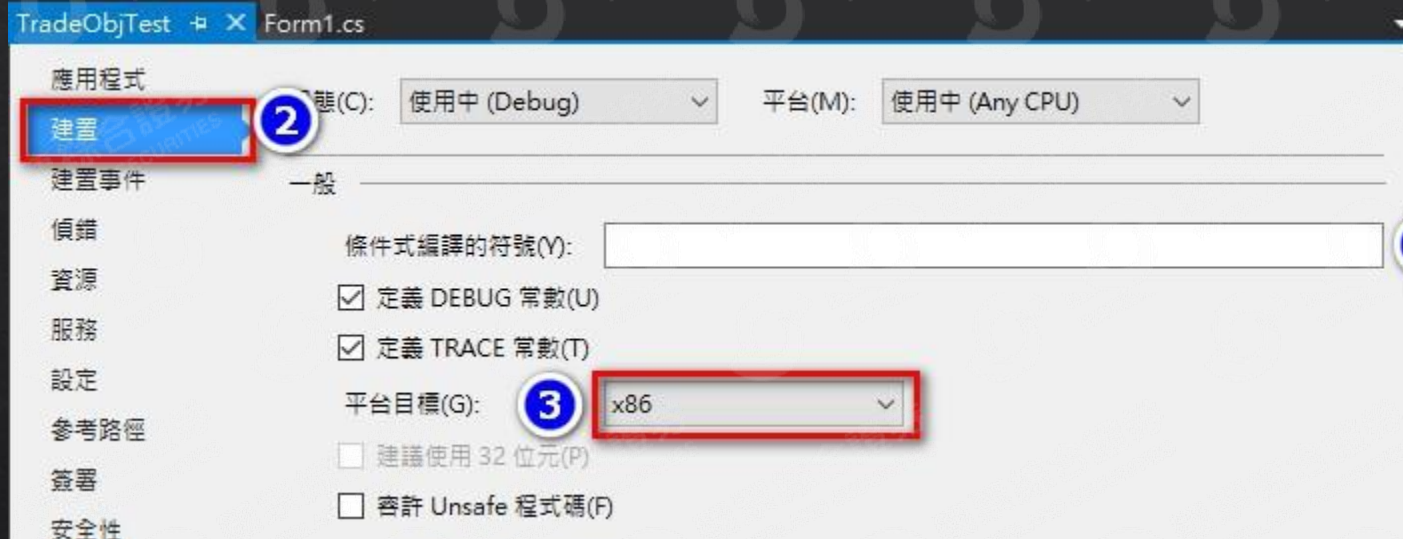 TradeObjTest Form1.cs
應用程式
建置
建置事件
偵錯
資源
服務
設定
參考路徑
簽署
安全性
2
態(C): 使用中 (Debug) 平台(M): 使用中 (Any CPU)
一般
條件式編譯的符號(Y):
定義 DEBUG 常數(U)
定義 TRACE 常數(T)
平台目標(G): 3 x86
建議使用 32 位元(P)
容許 Unsafe 程式碼(F)